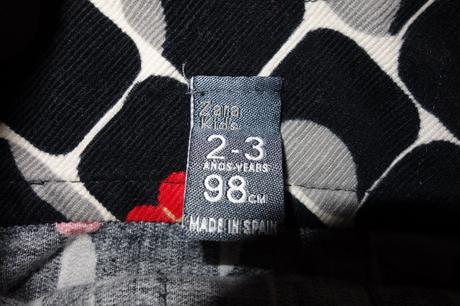 Zara
Kids
2-3
AÑOS-YEARS
98CM
MADE IN SPAIN